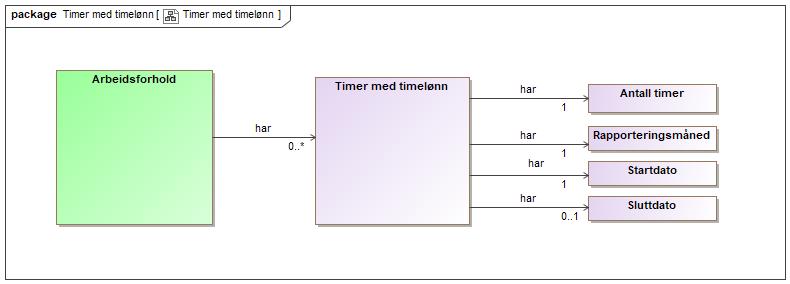 package Timer med timelønn [ Timer med timelønn ]
Arbeidsforhold
har
0..*
Timer med timelønn
har
1
Antall timer
har
1
Rapporteringsmåned
har
1
Startdato
har
0..1
Sluttdato